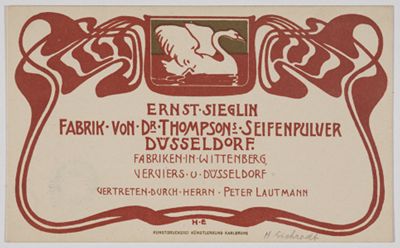 ERNST·SIEGLIN
FABRIK·VON·DR·THOMPSONS·SEIFENPULVER
DÜSSELDORF.
FABRIKEN·IN·WITTENBERG,
VERVIERS·U·DÜSSELDORF
VERTRETEN·DURCH·HERRN·PETER LAUTMANN
H·E
KUNSTDRUCKEREI KÜNSTLERBUND KARLSRUHE